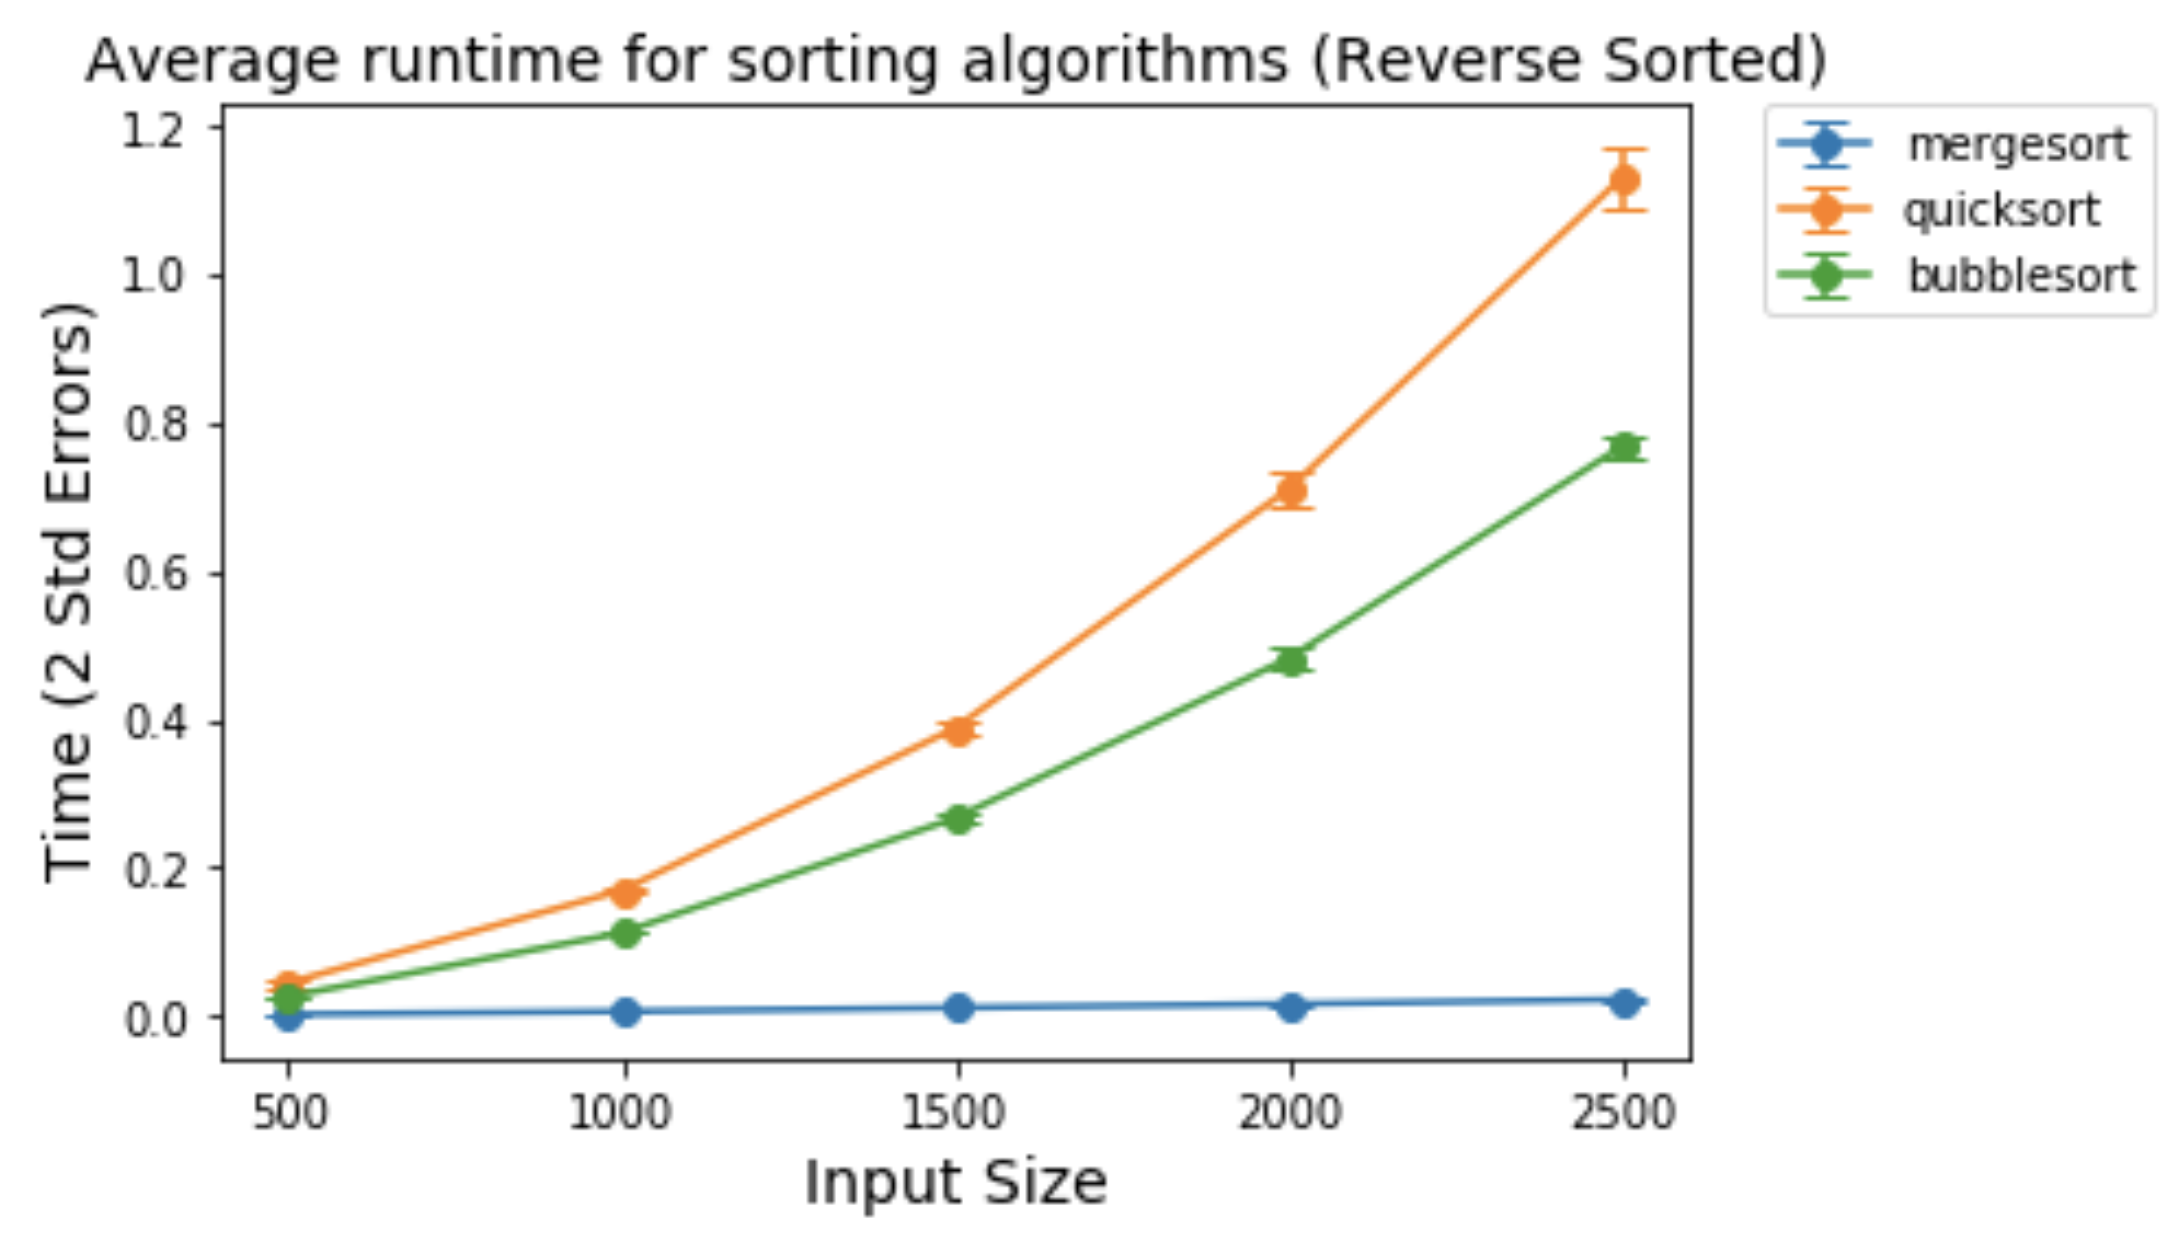 Average runtime for sorting algorithms (Reverse Sorted)
mergesort
quicksort
bubblesort
Time (2 Std Errors)
1.2
1.0
0.8
0.6
0.4
0.2
0.0
500 1000 1500 2000 2500
Input Size